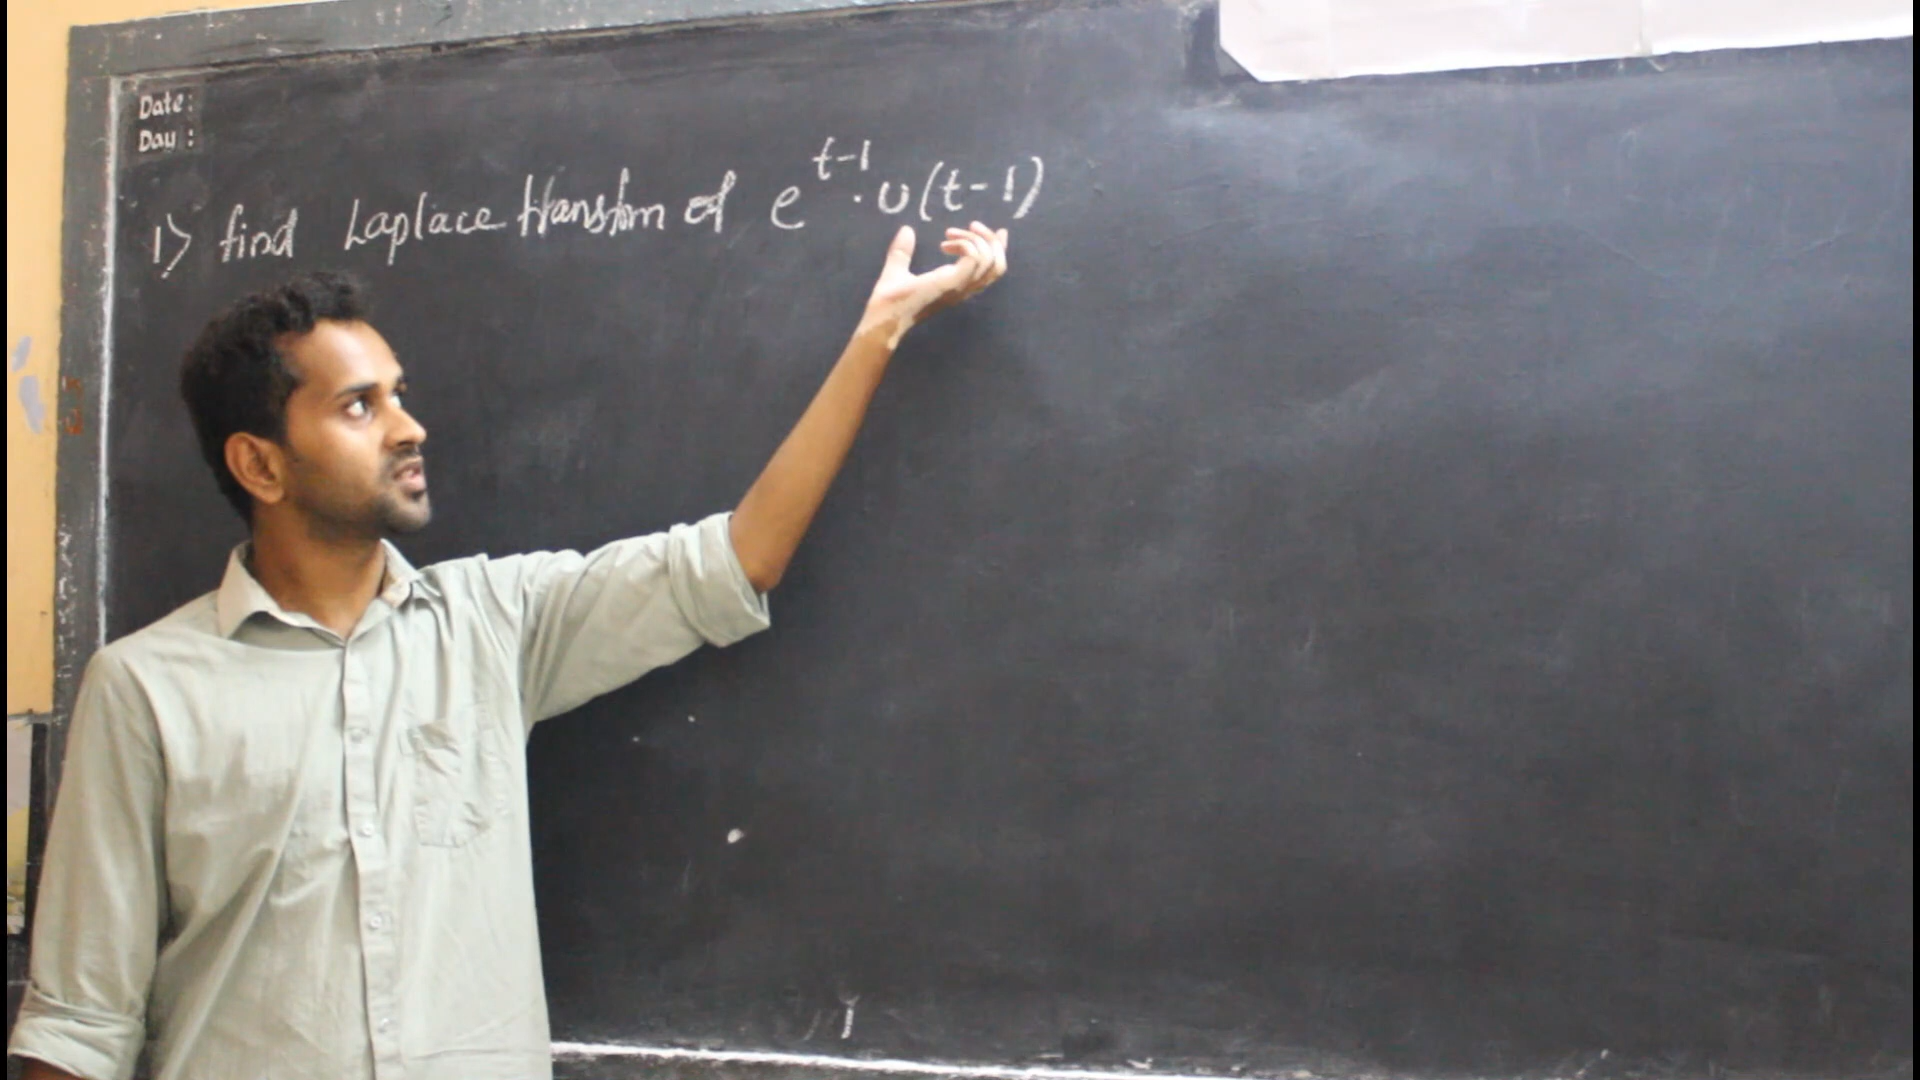 Date:
Day:
1) find Laplace transform of e^{t-1} . u(t-1)